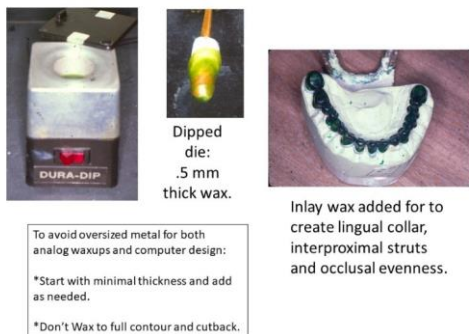 DURA-DIP
Dipped
die:
.5 mm
thick wax.
Inlay wax added for to
create lingual collar,
interproximal struts
and occlusal evenness.
To avoid oversized metal for both
analog waxups and computer design:
*Start with minimal thickness and add
as needed.
*Don't Wax to full contour and cutback.